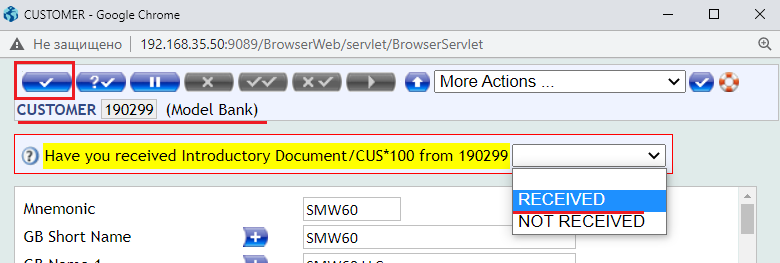 CUSTOMER - Google Chrome
Не защищено 192.168.35.50:9089/BrowserWeb/servlet/BrowserServlet
More Actions ...
CUSTOMER 190299 (Model Bank)
Have you received Introductory Document/CUS*100 from 190299
RECEIVED
NOT RECEIVED
Mnemonic SMW60
GB Short Name SMW60
GB Name 1 SMW60 LLC